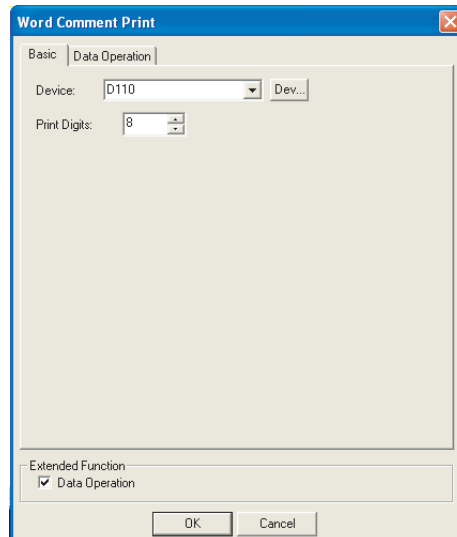 Word Comment Print
Basic Data Operation
Device: D110 Dev...
Print Digits: 8
Extended Function
Data Operation
OK Cancel